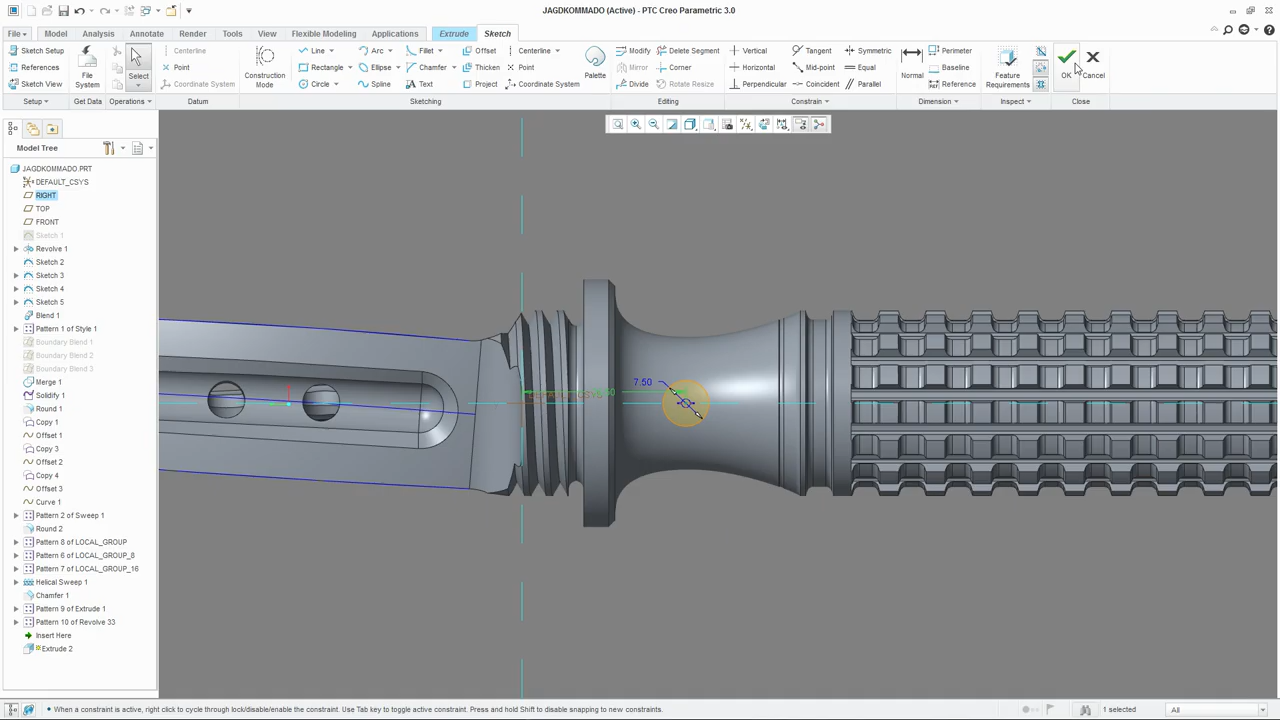 JAGDKOMMADO (Active) - PTC Creo Parametric 3.0
File Model Analysis Annotate Render Tools View Flexible Modeling Applications Extrude Sketch
Sketch Setup
References
Sketch View
Setup
File System
Get Data
Select
Operations
Centerline
Point
Coordinate System
Datum
Construction Mode
Line Arc Fillet Offset Centerline
Rectangle Ellipse Chamfer Thicken Point
Circle Spline Text Project Coordinate System
Palette
Sketching
Modify Delete Segment
Mirror Corner
Divide Rotate Resize
Editing
Vertical Tangent Symmetric
Horizontal Mid-point Equal
Perpendicular Coincident Parallel
Constrain
Normal
Perimeter
Baseline
Reference
Dimension
Feature Requirements
Inspect
OK Cancel
Close
Model Tree
JAGDKOMMADO.PRT
DEFAULT_CSYS
RIGHT
TOP
FRONT
Sketch 1
Revolve 1
Sketch 2
Sketch 3
Sketch 4
Sketch 5
Blend 1
Pattern 1 of Style 1
Boundary Blend 1
Boundary Blend 2
Boundary Blend 3
Merge 1
Solidify 1
Round 1
Copy 1
Offset 1
Copy 3
Offset 2
Copy 4
Offset 3
Curve 1
Pattern 2 of Sweep 1
Round 2
Pattern 8 of LOCAL_GROUP
Pattern 6 of LOCAL_GROUP_8
Pattern 7 of LOCAL_GROUP_16
Helical Sweep 1
Chamfer 1
Pattern 9 of Extrude 1
Pattern 10 of Revolve 33
Insert Here
Extrude 2
7.50
• When a constraint is active, right click to cycle through lock/disable/enable the constraint. Use Tab key to toggle active constraint. Press and hold Shift to disable snapping to new constraints.
1 selected
All